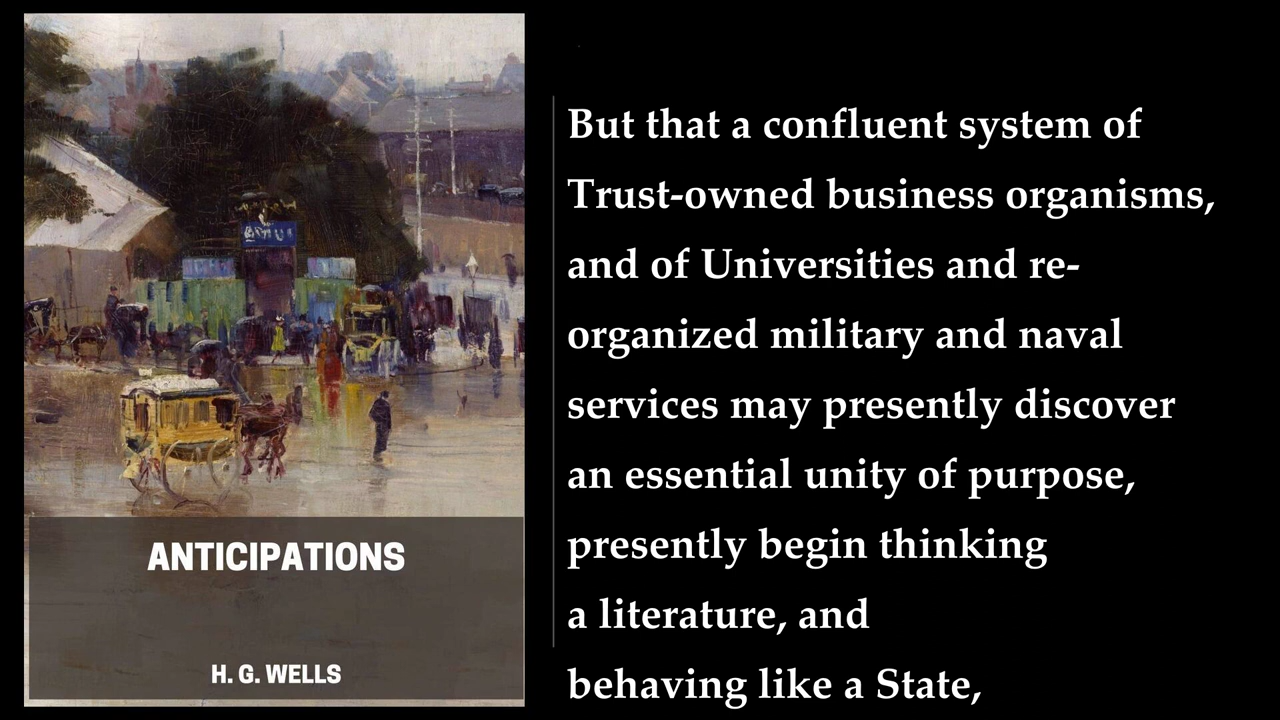 ANTICIPATIONS
H. G. WELLS
But that a confluent system of
Trust-owned business organisms,
and of Universities and re-
organized military and naval
services may presently discover
an essential unity of purpose,
presently begin thinking
a literature, and
behaving like a State,